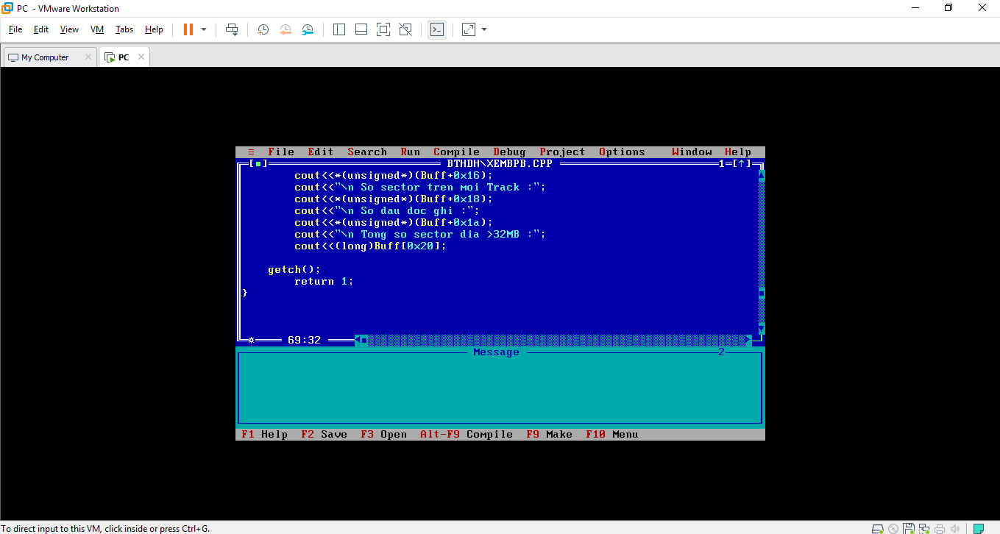 PC - VMware Workstation
File Edit View VM Tabs Help
My Computer PC
≡ File Edit Search Run Compile Debug Project Options Window Help
[■] BTHDH\XEMBPB.CPP 1=[↑]
cout<<*(unsigned*)(Buff+0x16);
cout<<"\n So sector tren moi Track :";
cout<<*(unsigned*)(Buff+0x18);
cout<<"\n So dau doc ghi :";
cout<<*(unsigned*)(Buff+0x1a);
cout<<"\n Tong so sector dia >32MB :";
cout<<(long)Buff[0x20];
getch();
return 1;
}
69:32
Message 2
F1 Help F2 Save F3 Open Alt-F9 Compile F9 Make F10 Menu
To direct input to this VM, click inside or press Ctrl+G.